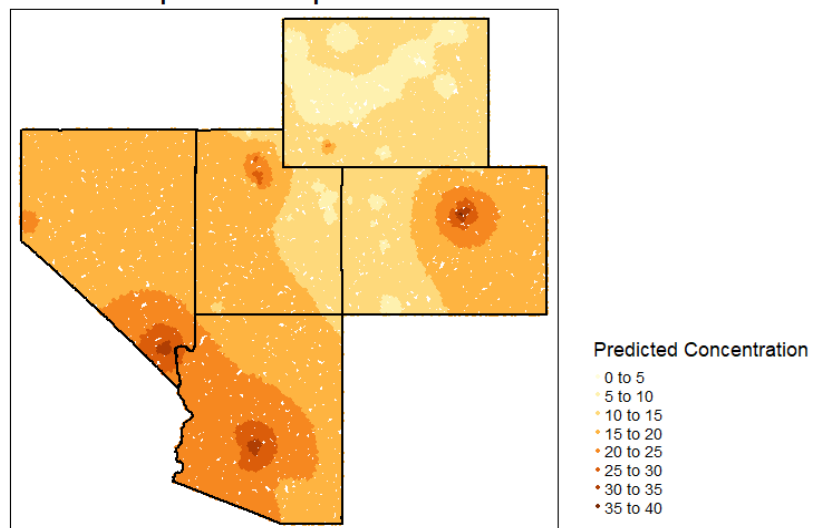 Predicted Concentration
0 to 5
5 to 10
10 to 15
15 to 20
20 to 25
25 to 30
30 to 35
35 to 40